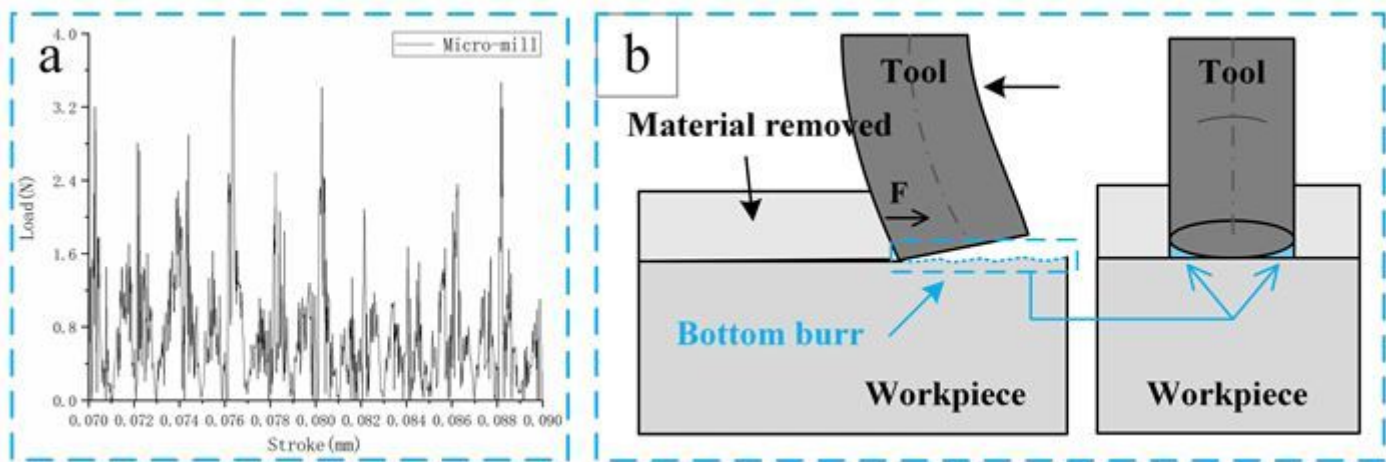 a
Micro-mill
4.0
3.2
2.4
1.6
0.8
0.0
Load(N)
0.070 0.072 0.074 0.076 0.078 0.080 0.082 0.084 0.086 0.088 0.090
Stroke(mm)
b
Tool
Material removed
F
Bottom burr
Workpiece
Tool
Workpiece